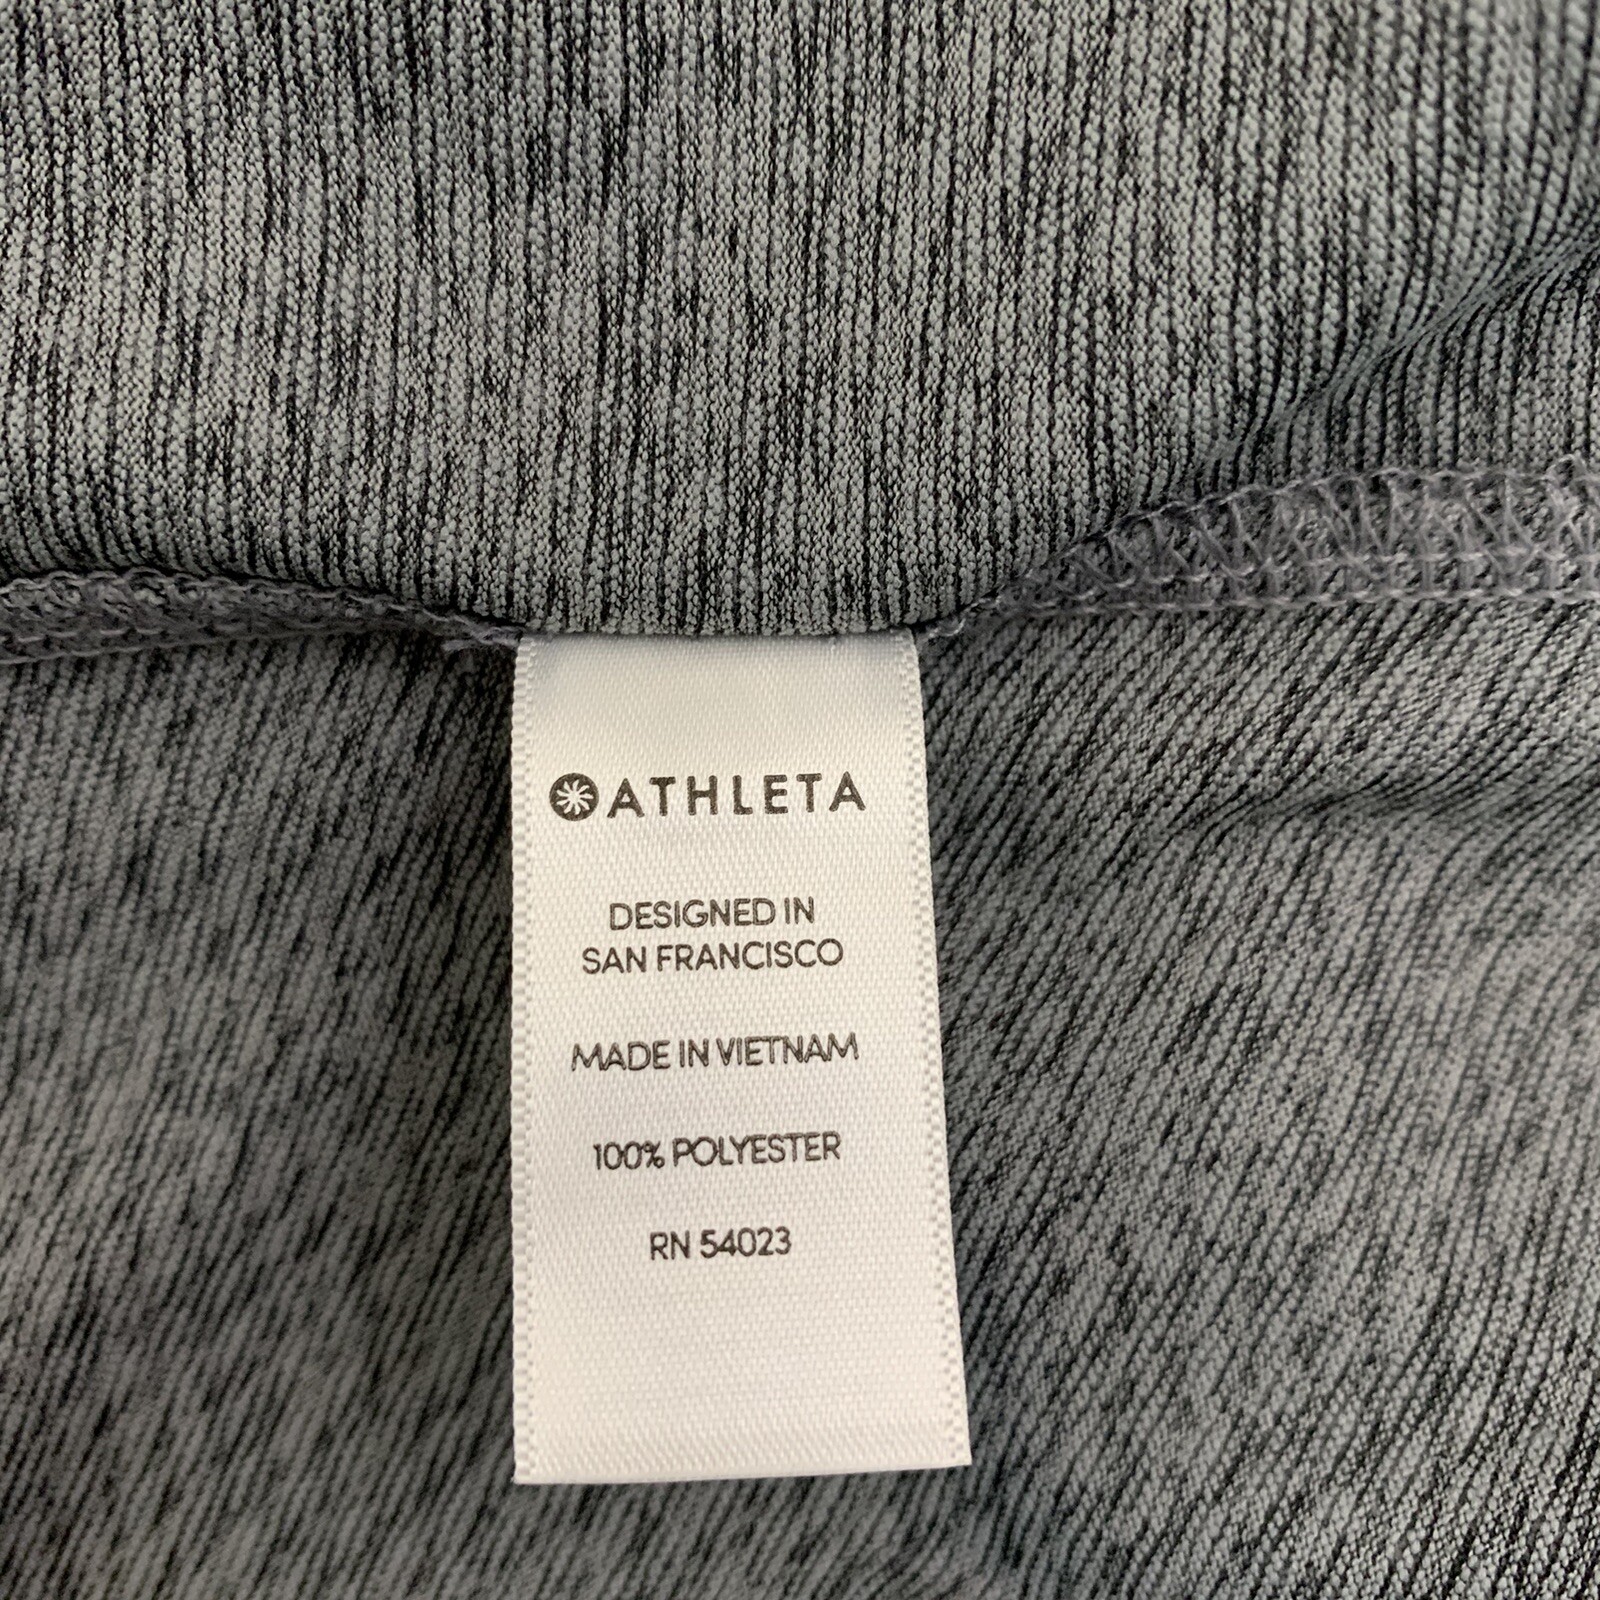 ATHLETA
DESIGNED IN
SAN FRANCISCO
MADE IN VIETNAM
100% POLYESTER
RN 54023